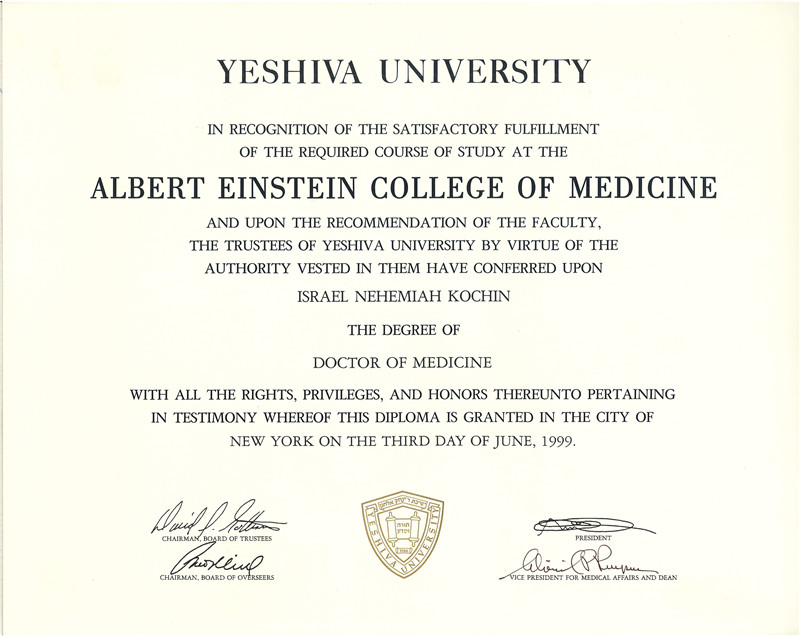 YESHIVA UNIVERSITY
IN RECOGNITION OF THE SATISFACTORY FULFILLMENT
OF THE REQUIRED COURSE OF STUDY AT THE
ALBERT EINSTEIN COLLEGE OF MEDICINE
AND UPON THE RECOMMENDATION OF THE FACULTY,
THE TRUSTEES OF YESHIVA UNIVERSITY BY VIRTUE OF THE
AUTHORITY VESTED IN THEM HAVE CONFERRED UPON
ISRAEL NEHEMIAH KOCHIN
THE DEGREE OF
DOCTOR OF MEDICINE
WITH ALL THE RIGHTS, PRIVILEGES, AND HONORS THEREUNTO PERTAINING
IN TESTIMONY WHEREOF THIS DIPLOMA IS GRANTED IN THE CITY OF
NEW YORK ON THE THIRD DAY OF JUNE, 1999.
CHAIRMAN, BOARD OF TRUSTEES
CHAIRMAN, BOARD OF OVERSEERS
YESHIVA UNIVERSITY
תורה
ומדע
PRESIDENT
VICE PRESIDENT FOR MEDICAL AFFAIRS AND DEAN